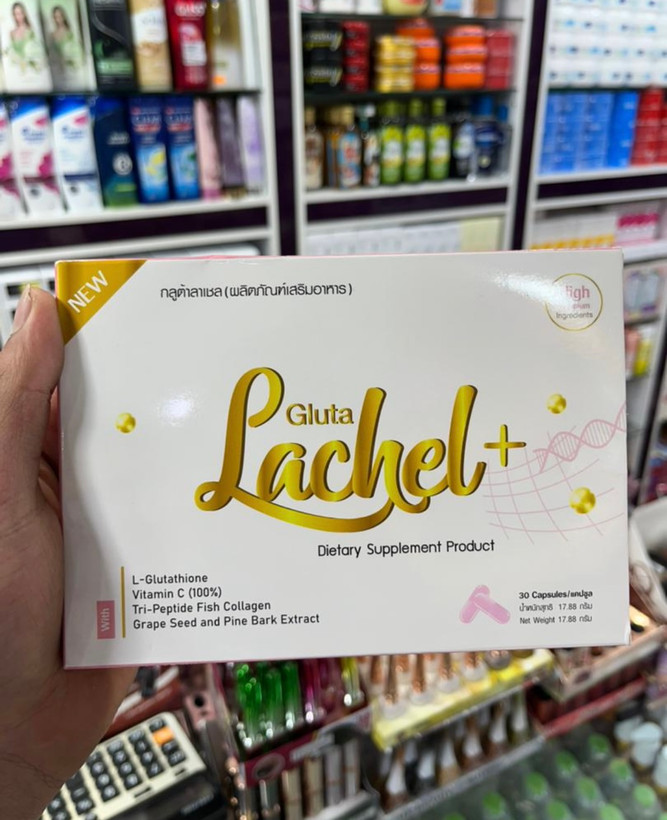 NEW
กลูต้าลาเชล (ผลิตภัณฑ์เสริมอาหาร)
High
Ingredients
Gluta
Lachel+
Dietary Supplement Product
With
L-Glutathione
Vitamin C (100%)
Tri-Peptide Fish Collagen
Grape Seed and Pine Bark Extract
30 Capsules/แคปซูล
น้ำหนักสุทธิ 17.88 กรัม
Net Weight 17.88 กรัม